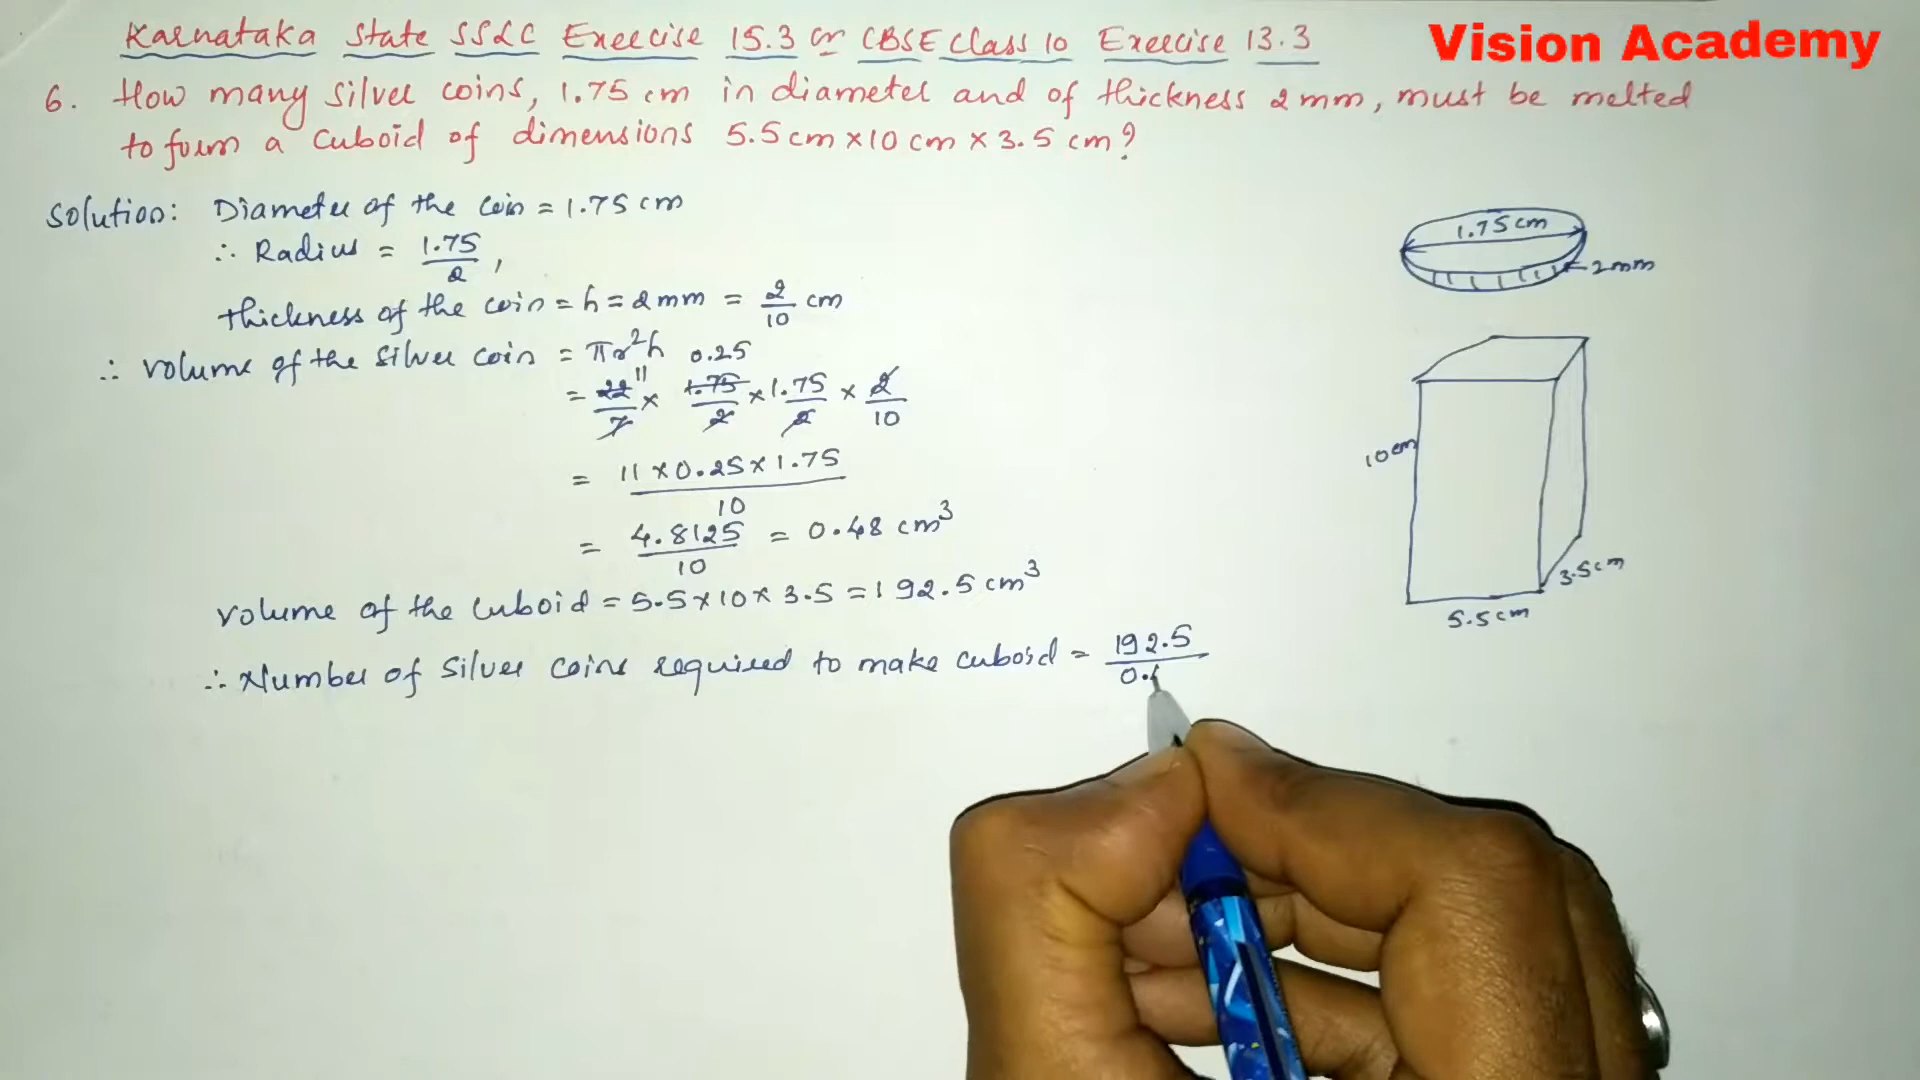 Karnataka State SSLC Exercise 15.3 or CBSE Class 10 Exercise 13.3
Vision Academy
6. How many silver coins, 1.75 cm in diameter and of thickness 2 mm, must be melted
to form a cuboid of dimensions 5.5 cm × 10 cm × 3.5 cm?
Solution: Diameter of the coin = 1.75 cm
∴ Radius = 1.75/2,
thickness of the coin = h = 2 mm = 2/10 cm
∴ volume of the silver coin = πr²h
0.25
11
= 22/7 × 1.75/2 × 1.75/2 × 2/10
= 11 × 0.25 × 1.75/10
= 4.8125/10 = 0.48 cm³
volume of the cuboid = 5.5 × 10 × 3.5 = 192.5 cm³
∴ Number of silver coins required to make cuboid = 192.5/0.4
1.75 cm
2 mm
10 cm
3.5 cm
5.5 cm